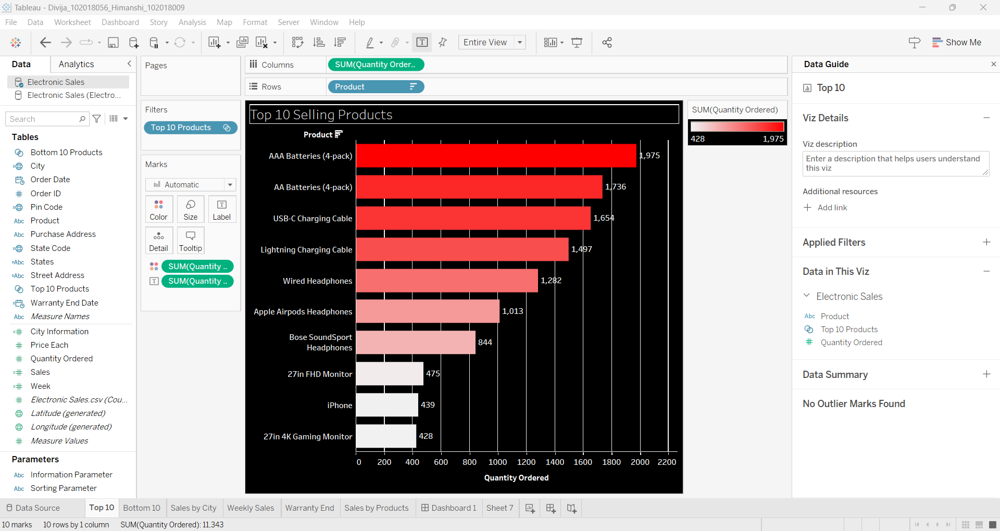 Tableau - Divija_102018056_Himanshi_102018009
File Data Worksheet Dashboard Story Analysis Map Format Server Window Help
Entire View
Show Me
Data
Analytics
Electronic Sales
Electronic Sales (Electro...
Search
Tables
Bottom 10 Products
City
Order Date
Order ID
Pin Code
Product
Purchase Address
State Code
States
Street Address
Top 10 Products
Warranty End Date
Measure Names
City Information
Price Each
Quantity Ordered
Sales
Week
Electronic Sales.csv (Cou...
Latitude (generated)
Longitude (generated)
Measure Values
Parameters
Information Parameter
Sorting Parameter
Pages
Filters
Top 10 Products
Marks
Automatic
Color
Size
Label
Detail
Tooltip
SUM(Quantity ..
SUM(Quantity ..
Columns
SUM(Quantity Order..
Rows
Product
Top 10 Selling Products
Product
AAA Batteries (4-pack) 1,975
AA Batteries (4-pack) 1,736
USB-C Charging Cable 1,654
Lightning Charging Cable 1,497
Wired Headphones 1,282
Apple Airpods Headphones 1,013
Bose SoundSport
Headphones 844
27in FHD Monitor 475
iPhone 439
27in 4K Gaming Monitor 428
0 200 400 600 800 1000 1200 1400 1600 1800 2000 2200
Quantity Ordered
SUM(Quantity Ordered)
428 1,975
Data Guide
Top 10
Viz Details
Viz description
Enter a description that helps users understand
this viz
Additional resources
Add link
Applied Filters
Data in This Viz
Electronic Sales
Abc Product
Top 10 Products
Quantity Ordered
Data Summary
No Outlier Marks Found
Data Source
Top 10
Bottom 10
Sales by City
Weekly Sales
Warranty End
Sales by Products
Dashboard 1
Sheet 7
10 marks 10 rows by 1 column SUM(Quantity Ordered): 11,343